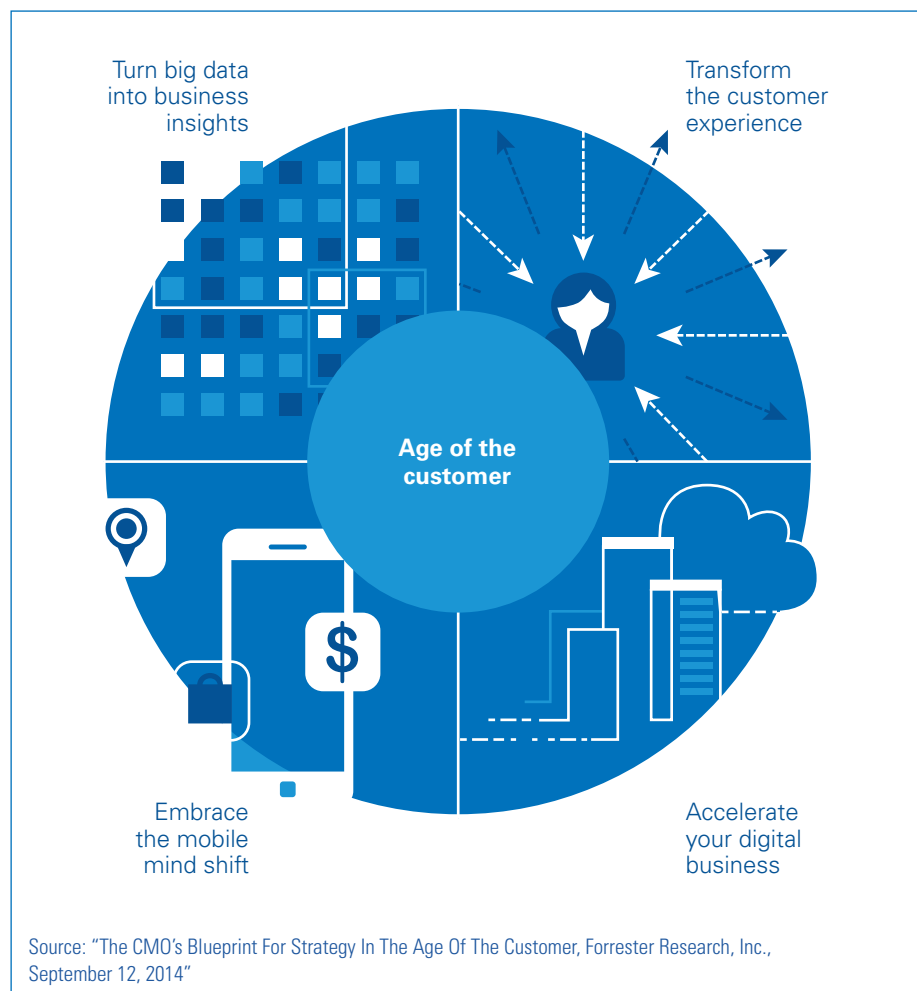 Turn big data
into business
insights
Transform
the customer
experience
Age of the
customer
$
Embrace
the mobile
mind shift
Accelerate
your digital
business
Source: “The CMO’s Blueprint For Strategy In The Age Of The Customer, Forrester Research, Inc.,
September 12, 2014”